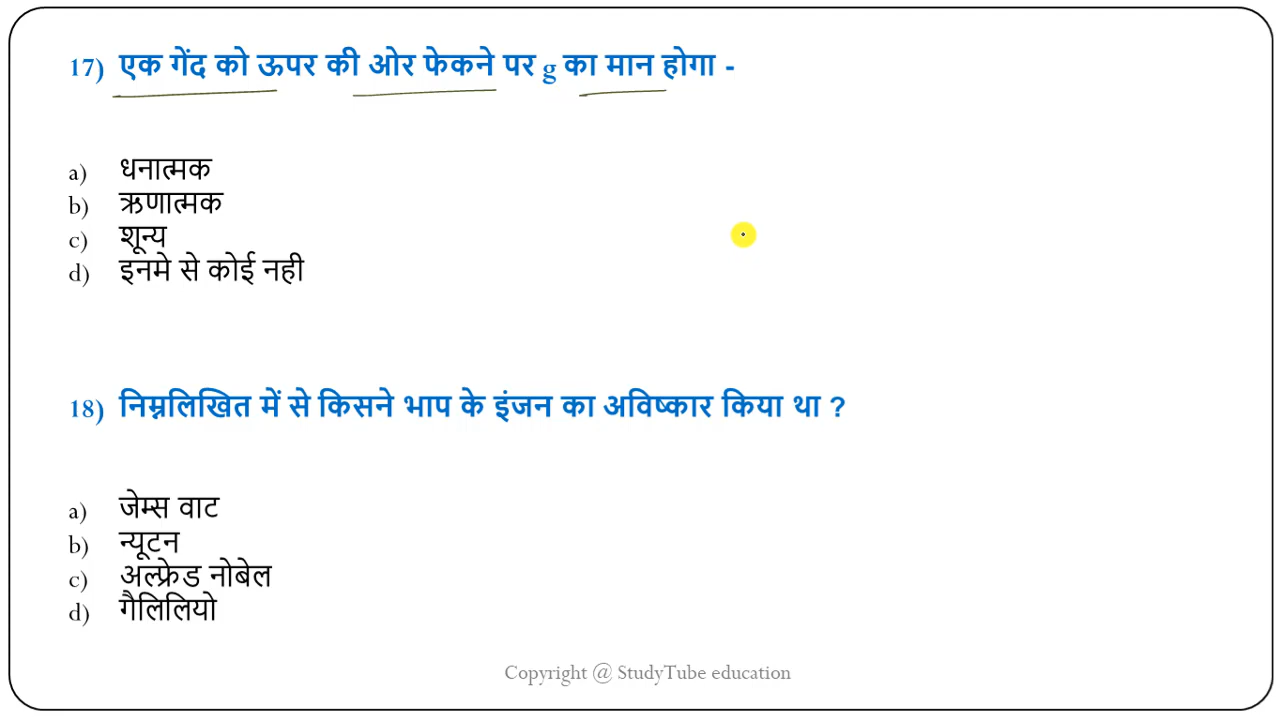 17) एक गेंद को ऊपर की ओर फेकने पर g का मान होगा -
a) धनात्मक
b) ऋणात्मक
c) शून्य
d) इनमे से कोई नही
18) निम्नलिखित में से किसने भाप के इंजन का अविष्कार किया था ?
a) जेम्स वाट
b) न्यूटन
c) अल्फ्रेड नोबेल
d) गैलिलियो
Copyright @ StudyTube education